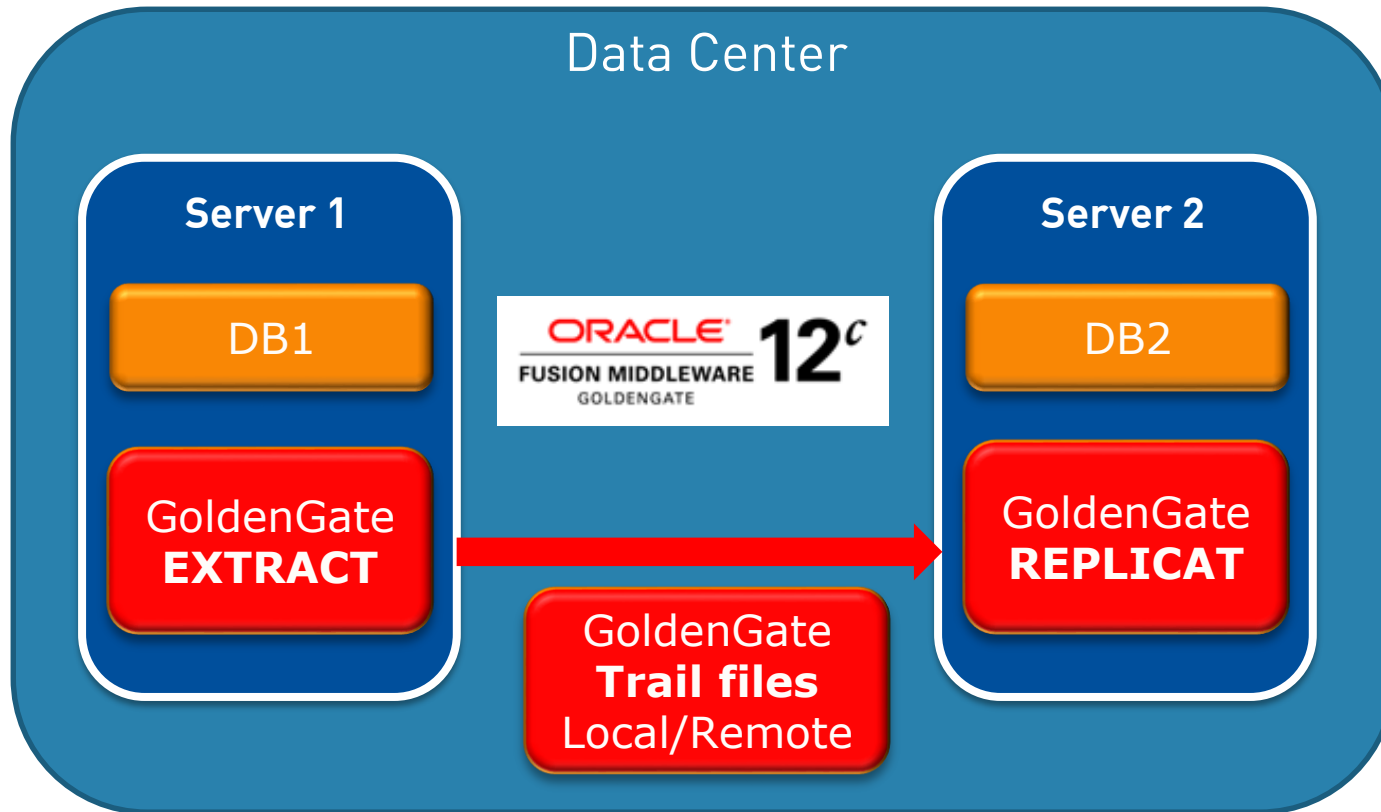 Data Center
Server 1
DB1
GoldenGate
EXTRACT
ORACLE 12c
FUSION MIDDLEWARE
GOLDENGATE
GoldenGate
Trail files
Local/Remote
Server 2
DB2
GoldenGate
REPLICAT